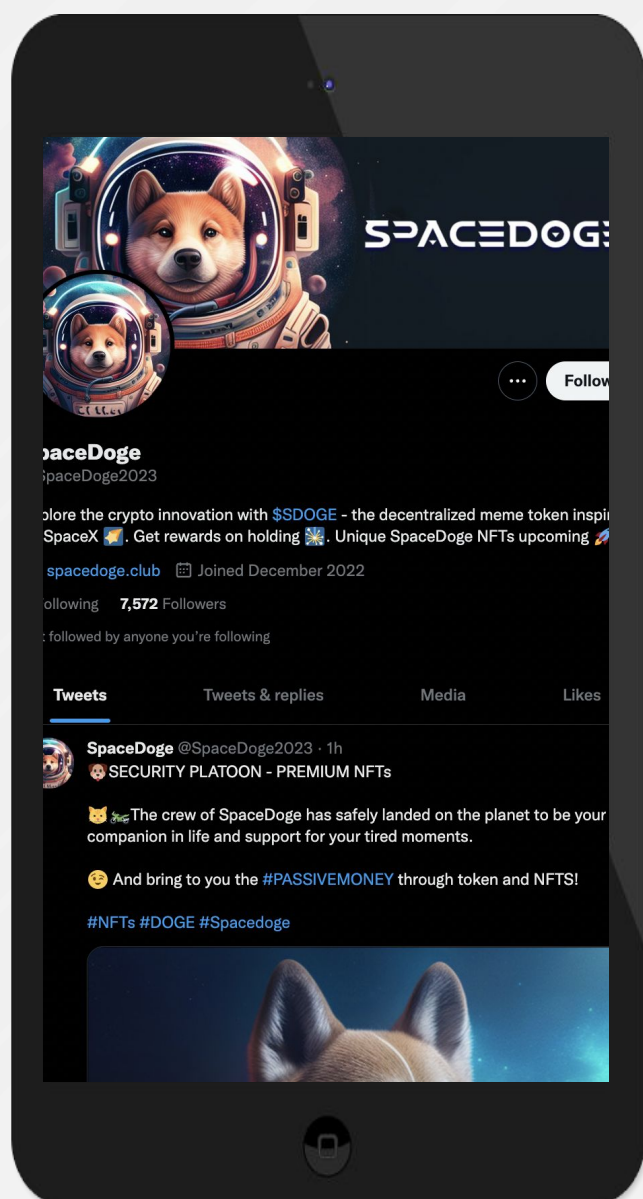 SPACEDOGE
Follow
paceDoge
SpaceDoge2023
plore the crypto innovation with $SDOGE - the decentralized meme token inspi
SpaceX 🌠. Get rewards on holding 🎇. Unique SpaceDoge NFTs upcoming 🚀
spacedoge.club Joined December 2022
ollowing 7,572 Followers
followed by anyone you're following
Tweets Tweets & replies Media Likes
SpaceDoge @SpaceDoge2023 · 1h
🐶SECURITY PLATOON - PREMIUM NFTs
The crew of SpaceDoge has safely landed on the planet to be your
companion in life and support for your tired moments.
😉 And bring to you the #PASSIVEMONEY through token and NFTS!
#NFTs #DOGE #Spacedoge